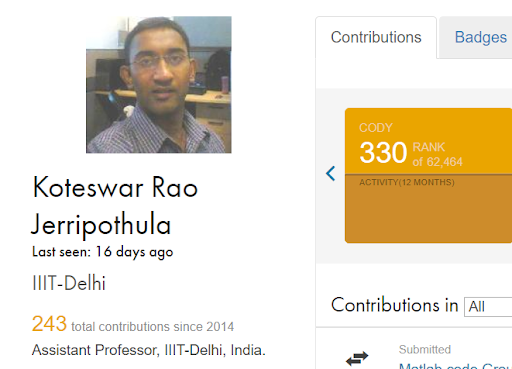 Contributions
Badges
CODY
330 RANK
of 62,464
ACTIVITY(12 MONTHS)
Koteswar Rao
Jerripothula
Last seen: 16 days ago
IIIT-Delhi
243 total contributions since 2014
Assistant Professor, IIIT-Delhi, India.
Contributions in All
Submitted
Matlab code